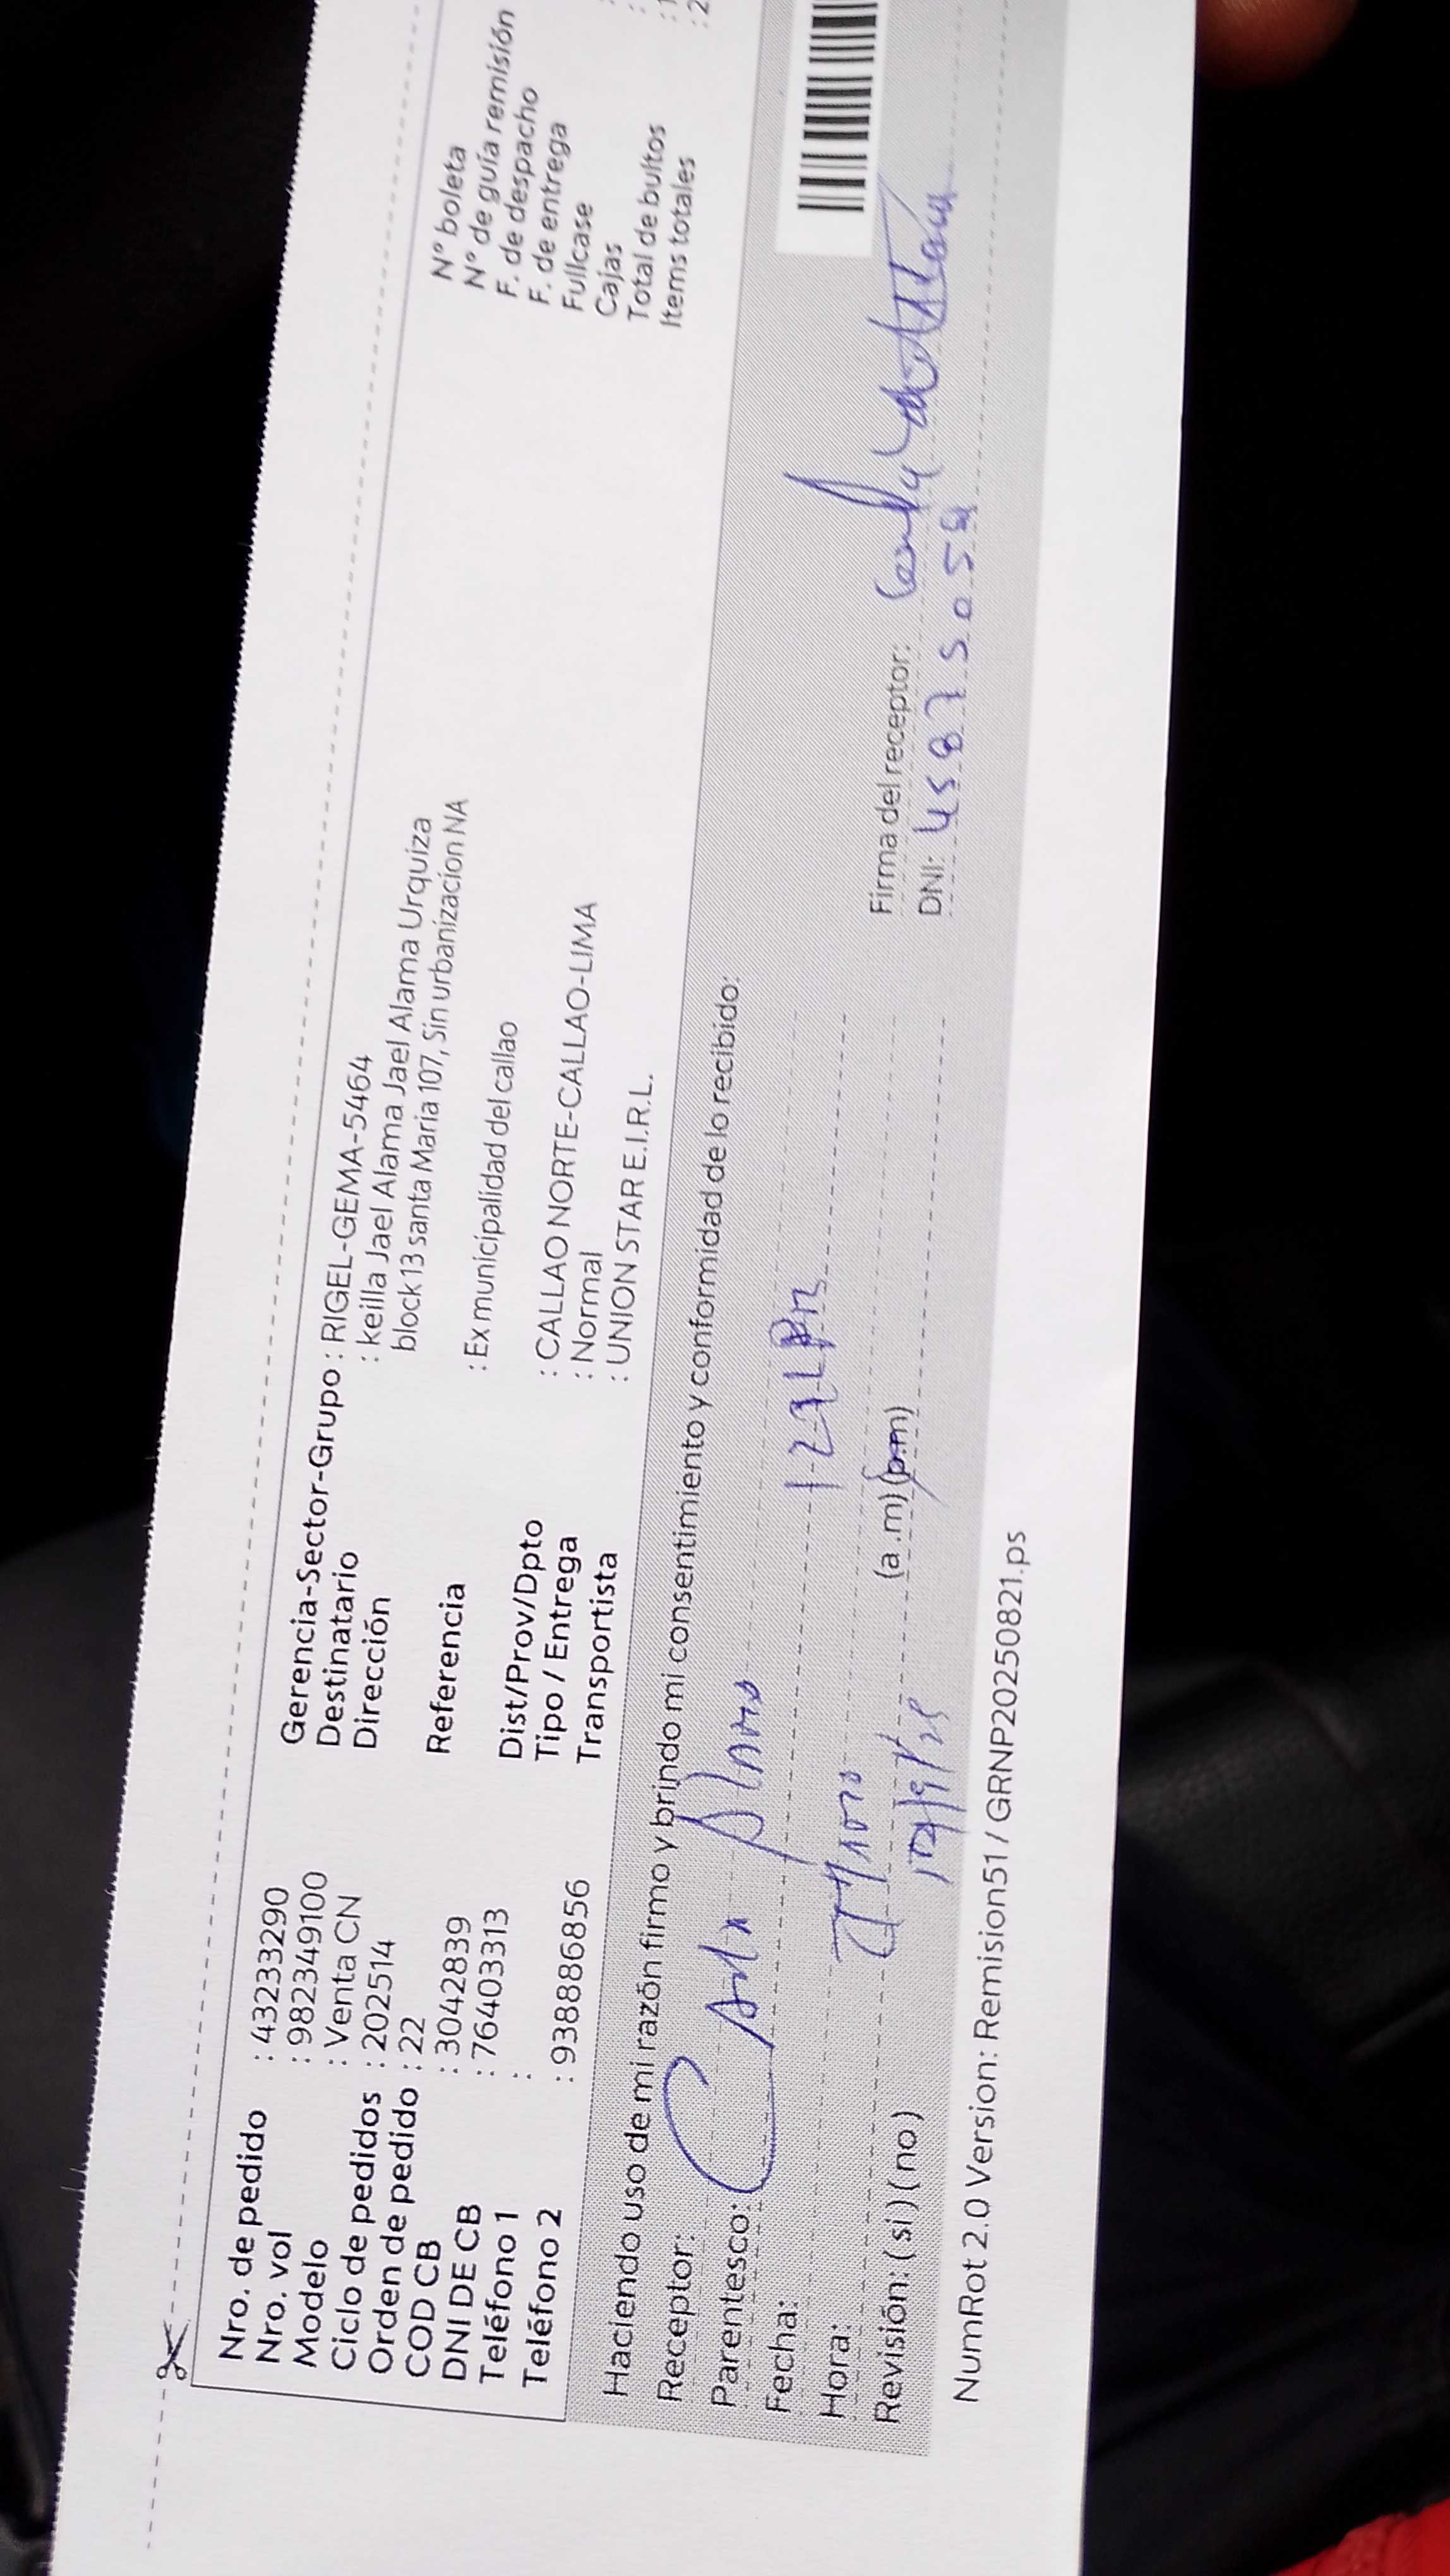 Nro. de pedido : 43233290
Nro. vol : 982349100
Modelo : Venta CN
Ciclo de pedidos : 202514
Orden de pedido : 22
COD CB : 3042839
DNI DE CB : 76403313
Teléfono 1 :
Teléfono 2 : 938886856
Gerencia-Sector-Grupo : RIGEL-GEMA-5464
Destinatario : keilla Jael Alama Jael Alama Urquiza
Dirección block 13 santa Maria 107, Sin urbanizacion NA
Referencia : Ex municipalidad del callao
Dist/Prov/Dpto : CALLAO NORTE-CALLAO-LIMA
Tipo / Entrega : Normal
Transportista : UNION STAR E.I.R.L.
N° boleta
N° de guía remisión
F. de despacho
F. de entrega
Fullcase
Cajas
Total de bultos
Items totales
Haciendo uso de mi razón firmo y brindo mi consentimiento y conformidad de lo recibido:
Receptor:
Parentesco:
Fecha:
Hora: (a .m) (p.m)
Revisión: ( si ) ( no )
Firma del receptor:
DNI:
NumRot 2.0 Version: Remision51 / GRNP20250821.ps